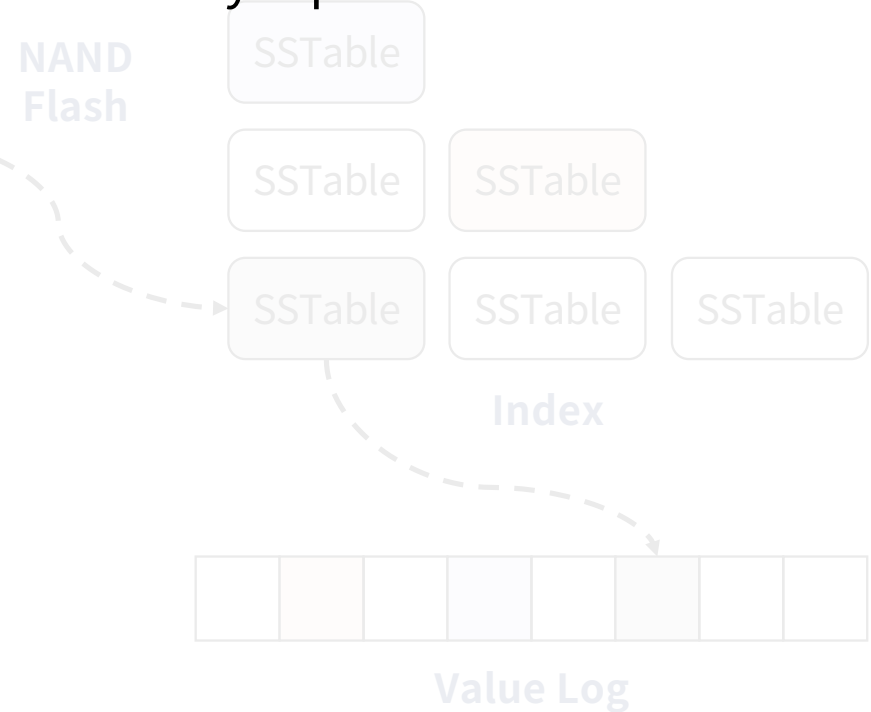 SSTable
NAND
Flash
SSTable SSTable
SSTable SSTable SSTable
Index
Value Log